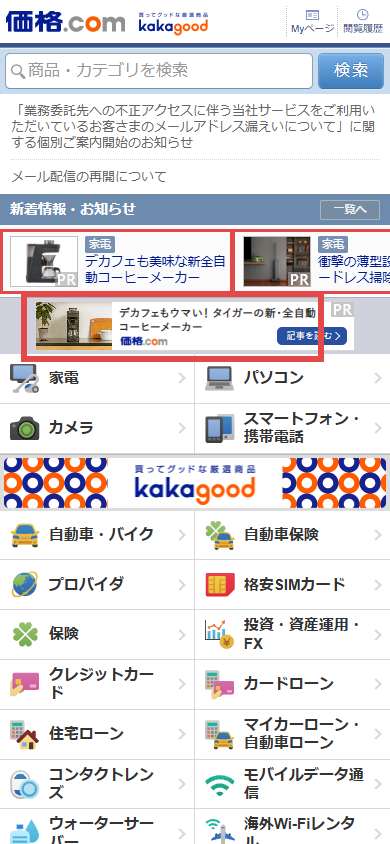 価格.com
買ってグッドな厳選商品
kakagood
Myページ
閲覧履歴
商品・カテゴリを検索
検索
「業務委託先への不正アクセスに伴う当社サービスをご利用い
ただいているお客さまのメールアドレス漏えいについて」に関
する個別ご案内開始のお知らせ
メール配信の再開について
新着情報・お知らせ
一覧へ
PR
家電
デカフェも美味な新全自
動コーヒーメーカー
PR
家電
衝撃の薄型設
ードレス掃除
デカフェもウマい！タイガーの新・全自動
コーヒーメーカー
価格.com
記事を読む
PR
家電
パソコン
カメラ
スマートフォン・
携帯電話
買ってグッドな厳選商品
kakagood
自動車・バイク
自動車保険
プロバイダ
格安SIMカード
保険
投資・資産運用・
FX
クレジットカー
ド
カードローン
住宅ローン
マイカーローン・
自動車ローン
コンタクトレン
ズ
モバイルデータ通
信
ウォーターサー
バー
海外Wi-Fiレンタ
ル